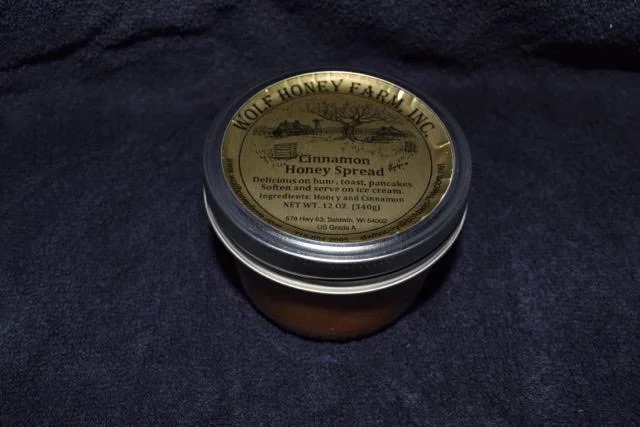 WOLF HONEY FARM, INC.
Cinnamon
Honey Spread
Delicious on buns, toast, pancakes
Soften and serve on ice cream.
Ingredients: Honey and Cinnamon
NET WT. 12 OZ. (340g)
578 Hwy 63, Baldwin, WI 54002
US Grade A